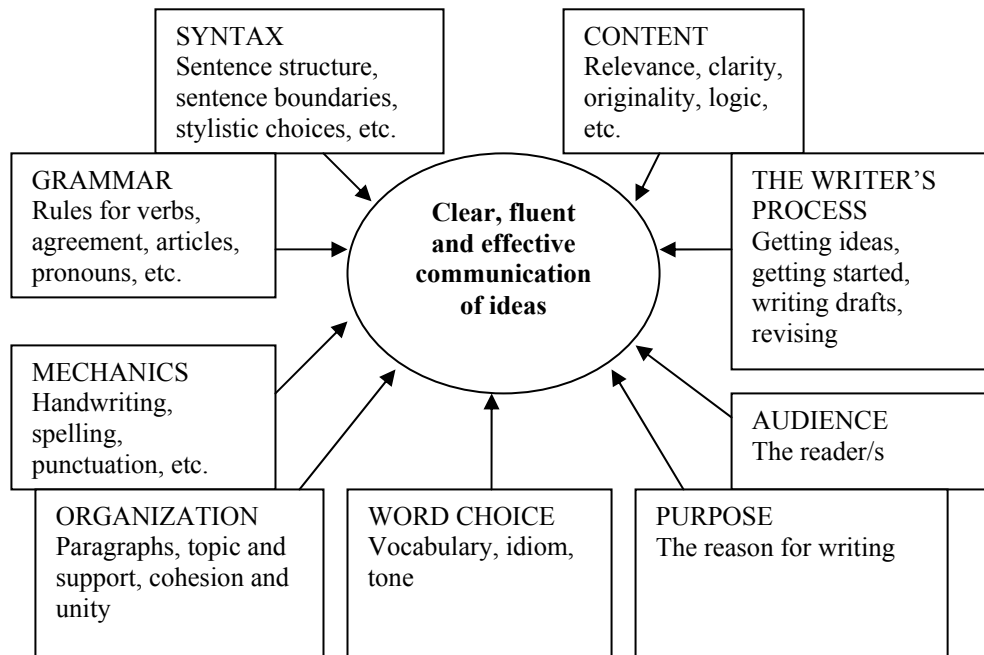 SYNTAX
Sentence structure,
sentence boundaries,
stylistic choices, etc.
CONTENT
Relevance, clarity,
originality, logic,
etc.
GRAMMAR
Rules for verbs,
agreement, articles,
pronouns, etc.
Clear, fluent
and effective
communication
of ideas
THE WRITER’S
PROCESS
Getting ideas,
getting started,
writing drafts,
revising
MECHANICS
Handwriting,
spelling,
punctuation, etc.
AUDIENCE
The reader/s
ORGANIZATION
Paragraphs, topic and
support, cohesion and
unity
WORD CHOICE
Vocabulary, idiom,
tone
PURPOSE
The reason for writing